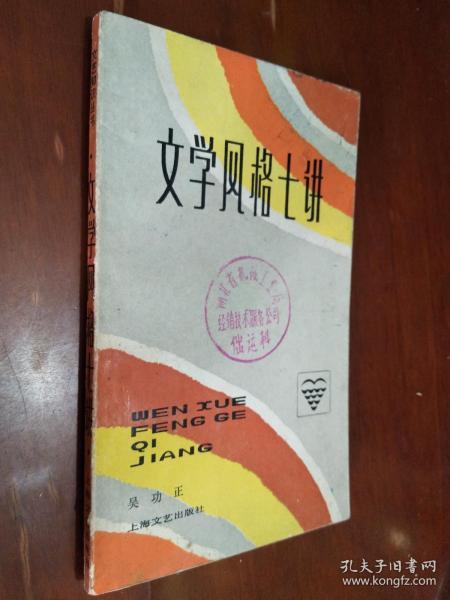 文学风格七讲
经销技术服务公司
储运科
WEN XUE
FENG GE
QI
JIANG
吴功正
上海文艺出版社
孔夫子旧书网
www.kongfz.com